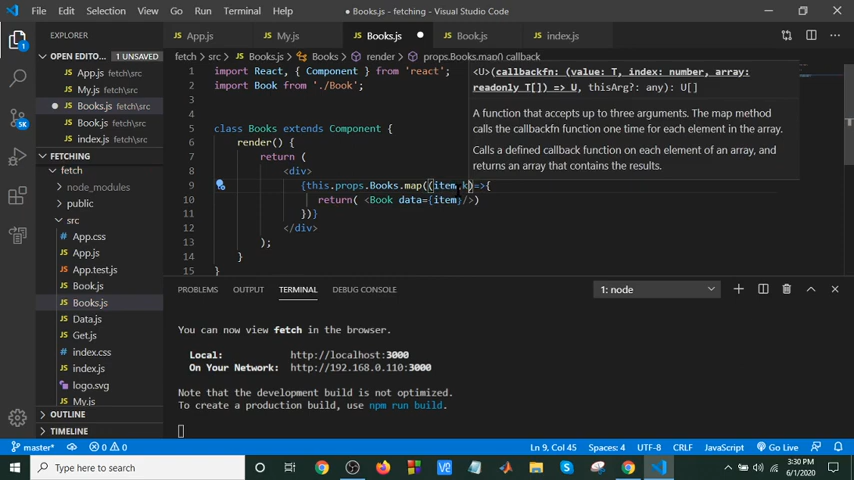 File Edit Selection View Go Run Terminal Help Books.js - fetching - Visual Studio Code
EXPLORER
OPEN EDITO... 1 UNSAVED
App.js fetch\src
My.js fetch\src
Books.js fetch\src
Book.js fetch\src
index.js fetch\src
FETCHING
fetch
node_modules
public
src
App.css
App.js
App.test.js
Book.js
Books.js
Data.js
Get.js
index.css
index.js
logo.svg
My.js
OUTLINE
TIMELINE
App.js My.js Books.js Book.js index.js
fetch > src > Books.js > Books > render > props.Books.map() callback
1 import React, { Component } from 'react';
2 import Book from './Book';
3
4
5 class Books extends Component {
6 render() {
7 return (
8 <div>
9 {this.props.Books.map((item,k)=>{
10 return( <Book data={item}/>)
11 })}
12 </div>
13 );
14 }
15 }
<U>(callbackfn: (value: T, index: number, array:
readonly T[]) => U, thisArg?: any): U[]
A function that accepts up to three arguments. The map method
calls the callbackfn function one time for each element in the array.
Calls a defined callback function on each element of an array, and
returns an array that contains the results.
PROBLEMS OUTPUT TERMINAL DEBUG CONSOLE 1: node
You can now view fetch in the browser.
Local: http://localhost:3000
On Your Network: http://192.168.0.110:3000
Note that the development build is not optimized.
To create a production build, use npm run build.
master* 0 0 Ln 9, Col 45 Spaces: 4 UTF-8 CRLF JavaScript Go Live
Type here to search
3:30 PM
6/1/2020